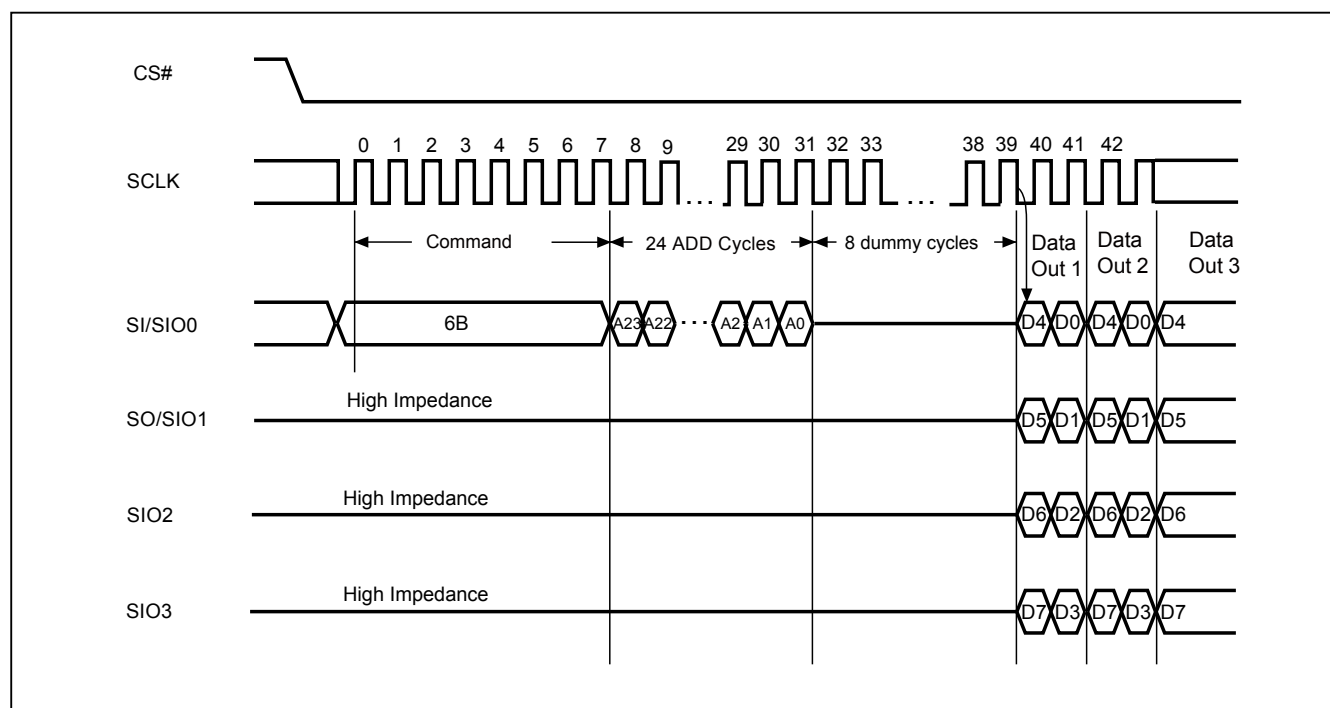 CS#
0 1 2 3 4 5 6 7 8 9 29 30 31 32 33 38 39 40 41 42
SCLK
...
...
Command
24 ADD Cycles
8 dummy cycles
Data
Out 1
Data
Out 2
Data
Out 3
SI/SIO0
6B
A23 A22 ... A2 A1 A0
D4 D0 D4 D0 D4
High Impedance
SO/SIO1
D5 D1 D5 D1 D5
High Impedance
SIO2
D6 D2 D6 D2 D6
High Impedance
SIO3
D7 D3 D7 D3 D7